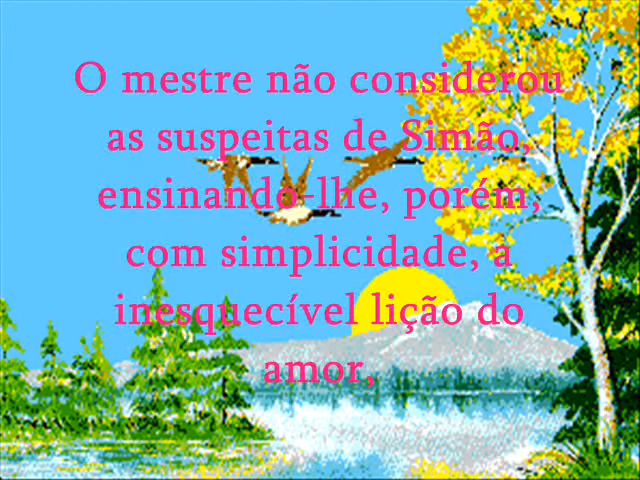 O mestre não considerou
as suspeitas de Simão,
ensinando-lhe, porém,
com simplicidade, a
inesquecível lição do
amor,